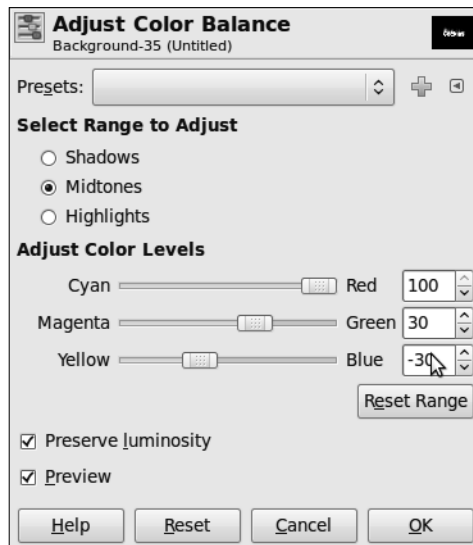 Adjust Color Balance
Background-35 (Untitled)
Presets:
Select Range to Adjust
Shadows
Midtones
Highlights
Adjust Color Levels
Cyan Red 100
Magenta Green 30
Yellow Blue -30
Reset Range
Preserve luminosity
Preview
Help Reset Cancel OK